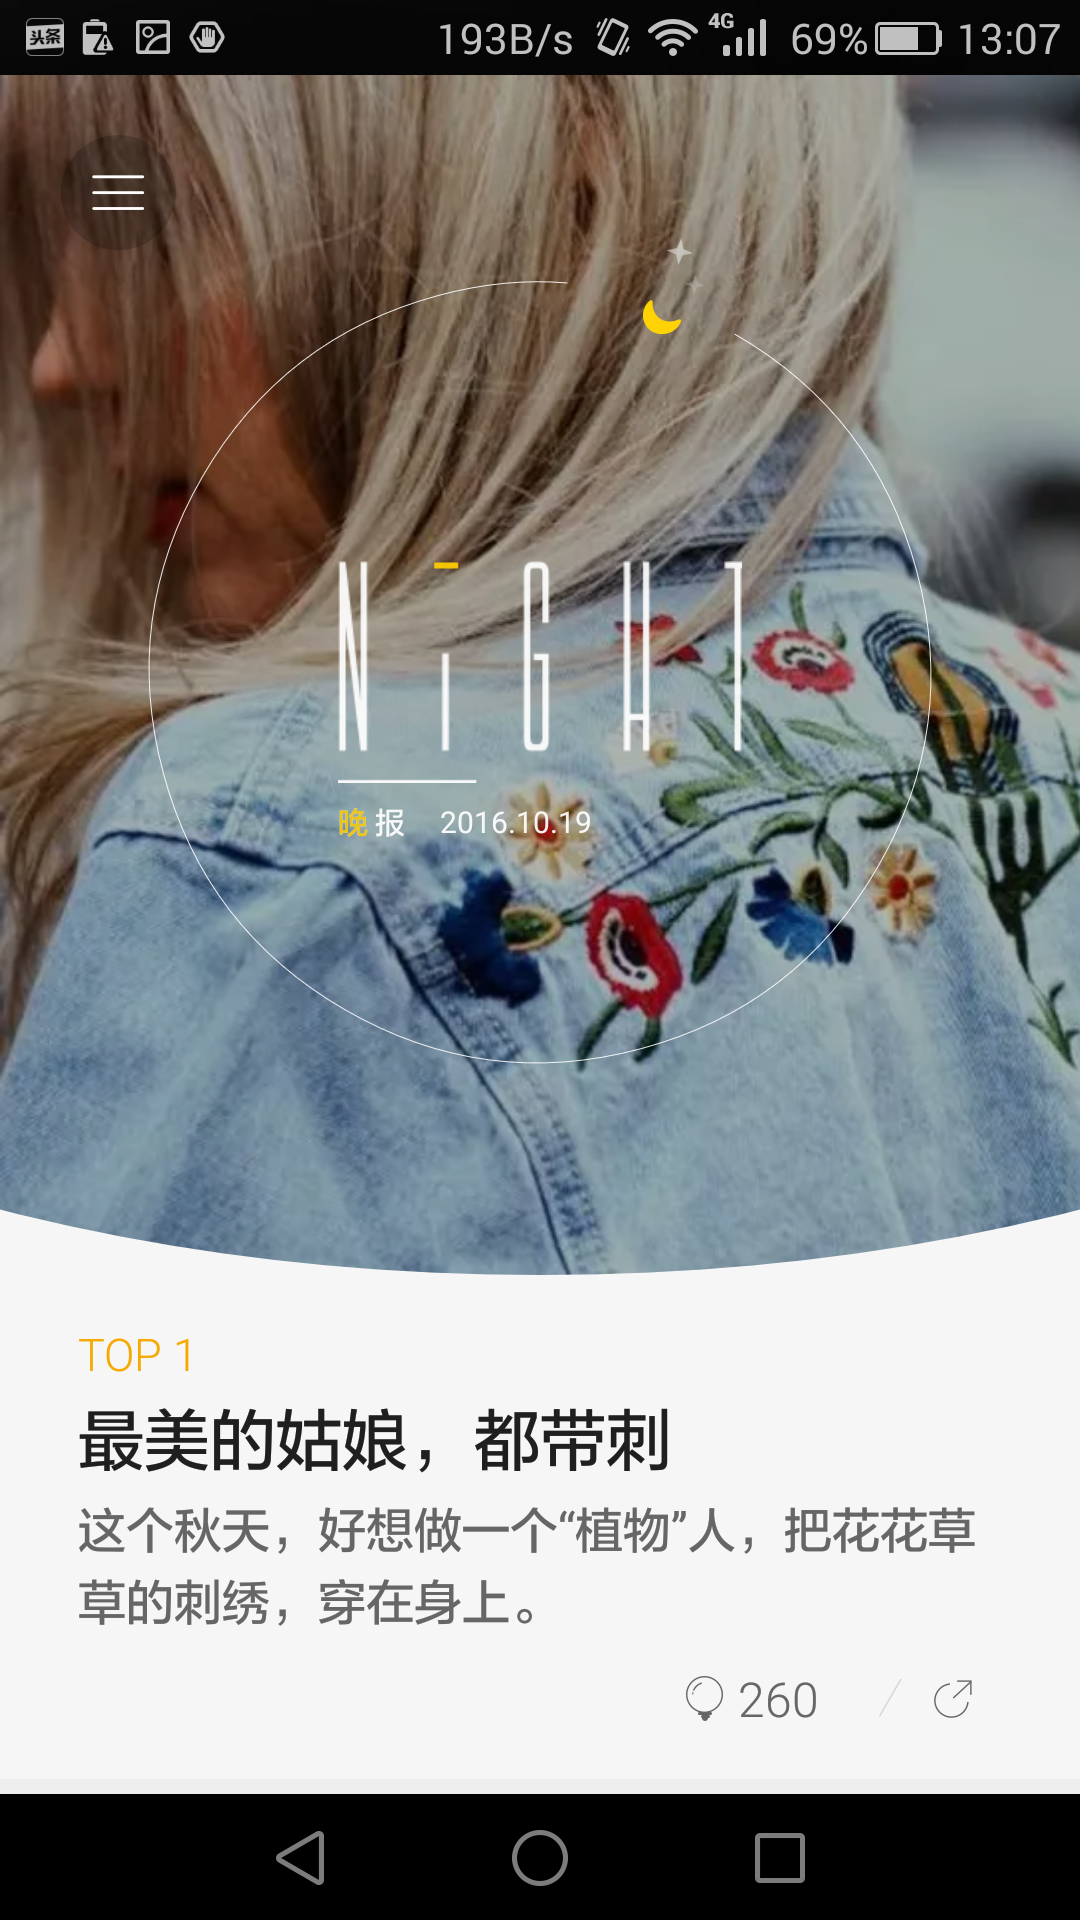 头条 193B/s 4G 69% 13:07
NiGHT
晚报 2016.10.19
TOP 1
最美的姑娘，都带刺
这个秋天，好想做一个“植物”人，把花花草
草的刺绣，穿在身上。
260